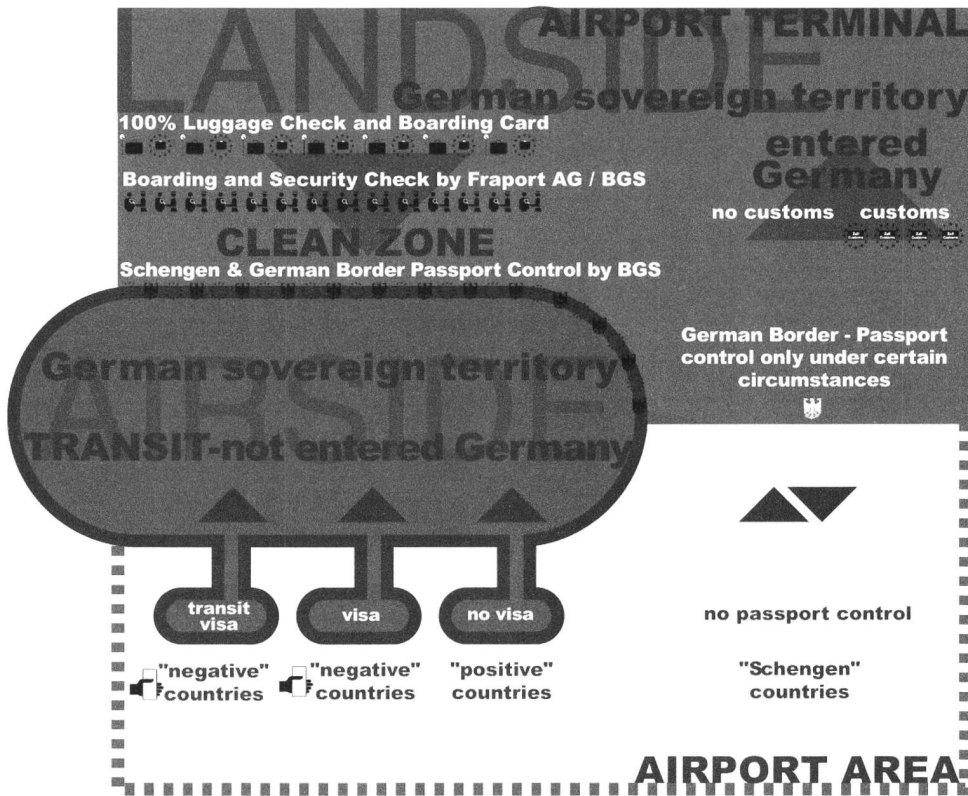 LANDSIDE
AIRPORT TERMINAL
German sovereign territory
entered
Germany
100% Luggage Check and Boarding Card
Boarding and Security Check by Fraport AG / BGS
no customs customs
CLEAN ZONE
Schengen & German Border Passport Control by BGS
German Border - Passport
control only under certain
circumstances
German sovereign territory
AIRSIDE
TRANSIT-not entered Germany
transit
visa
visa
no visa
no passport control
"negative"
countries
"negative"
countries
"positive"
countries
"Schengen"
countries
AIRPORT AREA